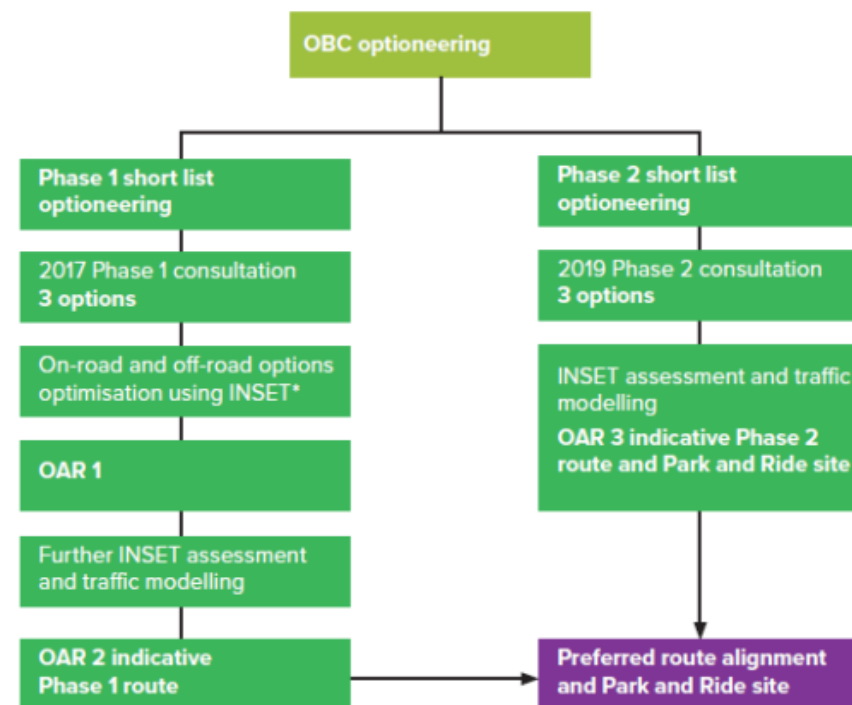 OBC optioneering
Phase 1 short list
optioneering
2017 Phase 1 consultation
3 options
On-road and off-road options
optimisation using INSET*
OAR 1
Further INSET assessment
and traffic modelling
OAR 2 indicative
Phase 1 route
Phase 2 short list
optioneering
2019 Phase 2 consultation
3 options
INSET assessment and traffic
modelling
OAR 3 indicative Phase 2
route and Park and Ride site
Preferred route alignment
and Park and Ride site